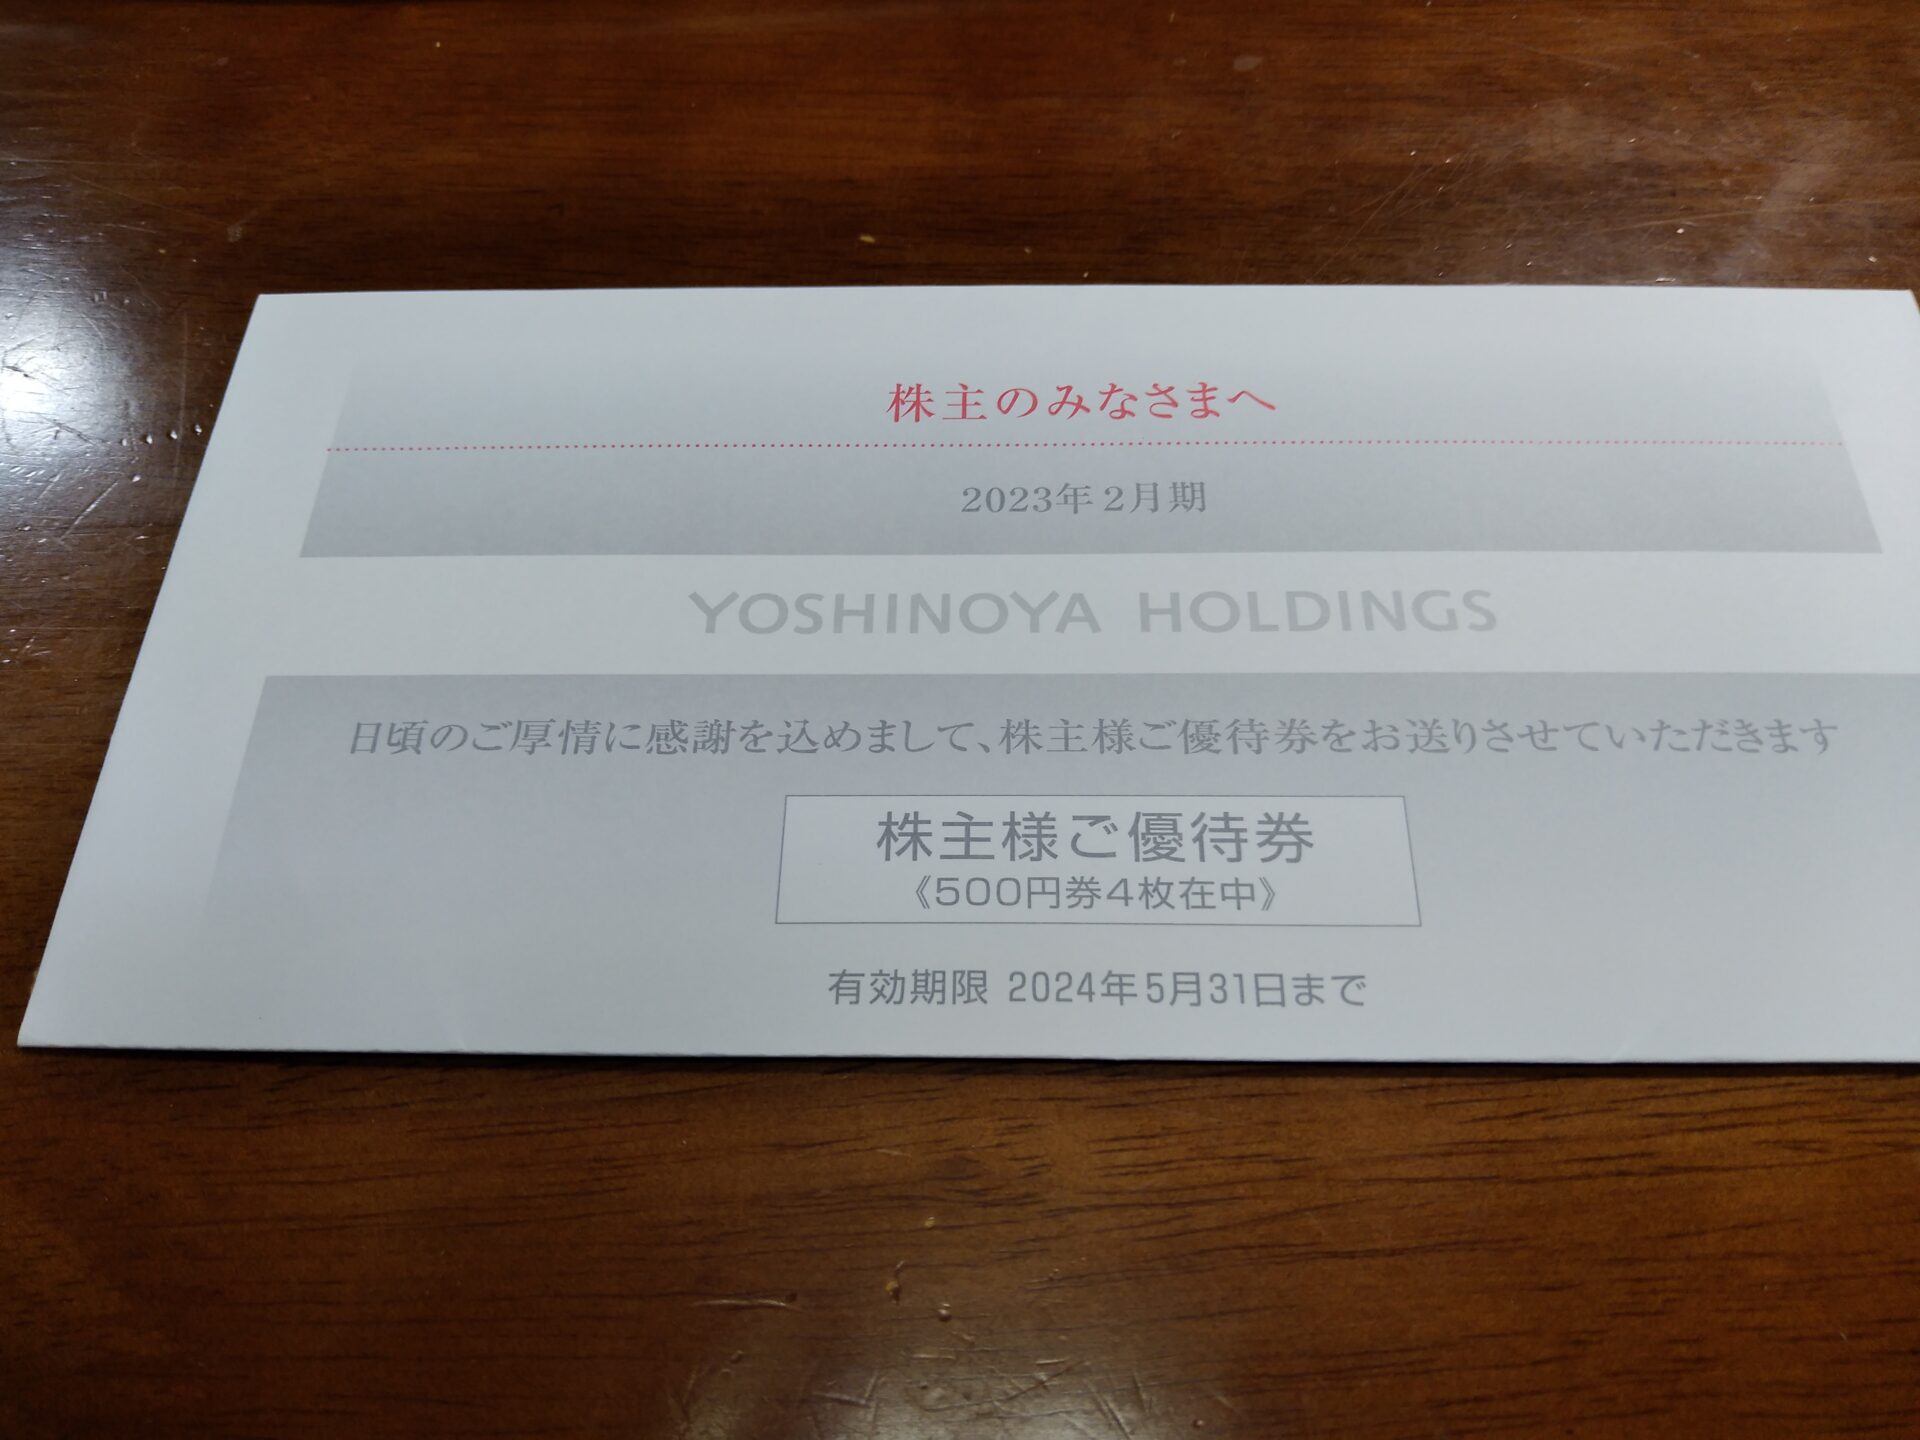 株主のみなさまへ
2023年2月期
YOSHINOYA HOLDINGS
日頃のご厚情に感謝を込めまして、株主様ご優待券をお送りさせていただきます
株主様ご優待券
《500円券4枚在中》
有効期限 2024年5月31日まで